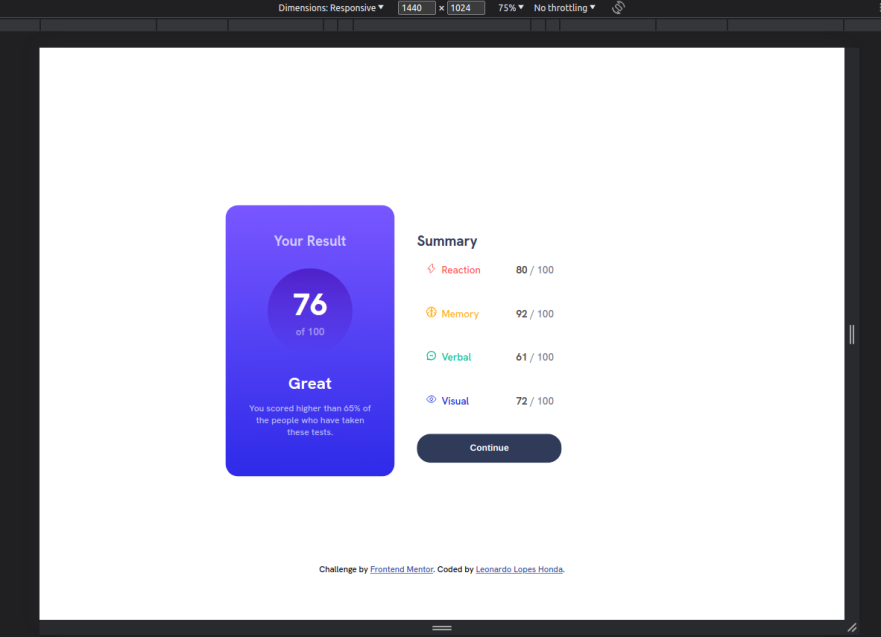 Dimensions: Responsive 1440 × 1024 75% No throttling
Your Result
76
of 100
Great
You scored higher than 65% of
the people who have taken
these tests.
Summary
Reaction 80 / 100
Memory 92 / 100
Verbal 61 / 100
Visual 72 / 100
Continue
Challenge by Frontend Mentor. Coded by Leonardo Lopes Honda.